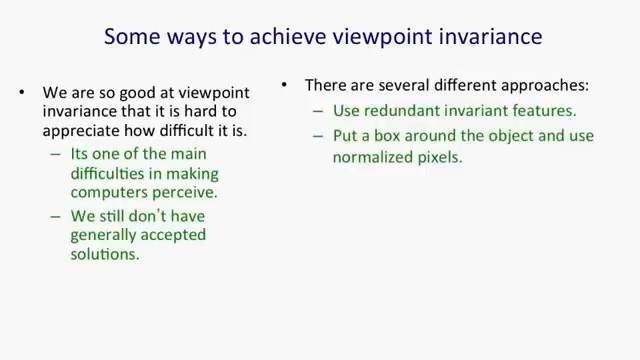 Some ways to achieve viewpoint invariance
• We are so good at viewpoint
invariance that it is hard to
appreciate how difficult it is.
– Its one of the main
difficulties in making
computers perceive.
– We still don't have
generally accepted
solutions.
• There are several different approaches:
– Use redundant invariant features.
– Put a box around the object and use
normalized pixels.